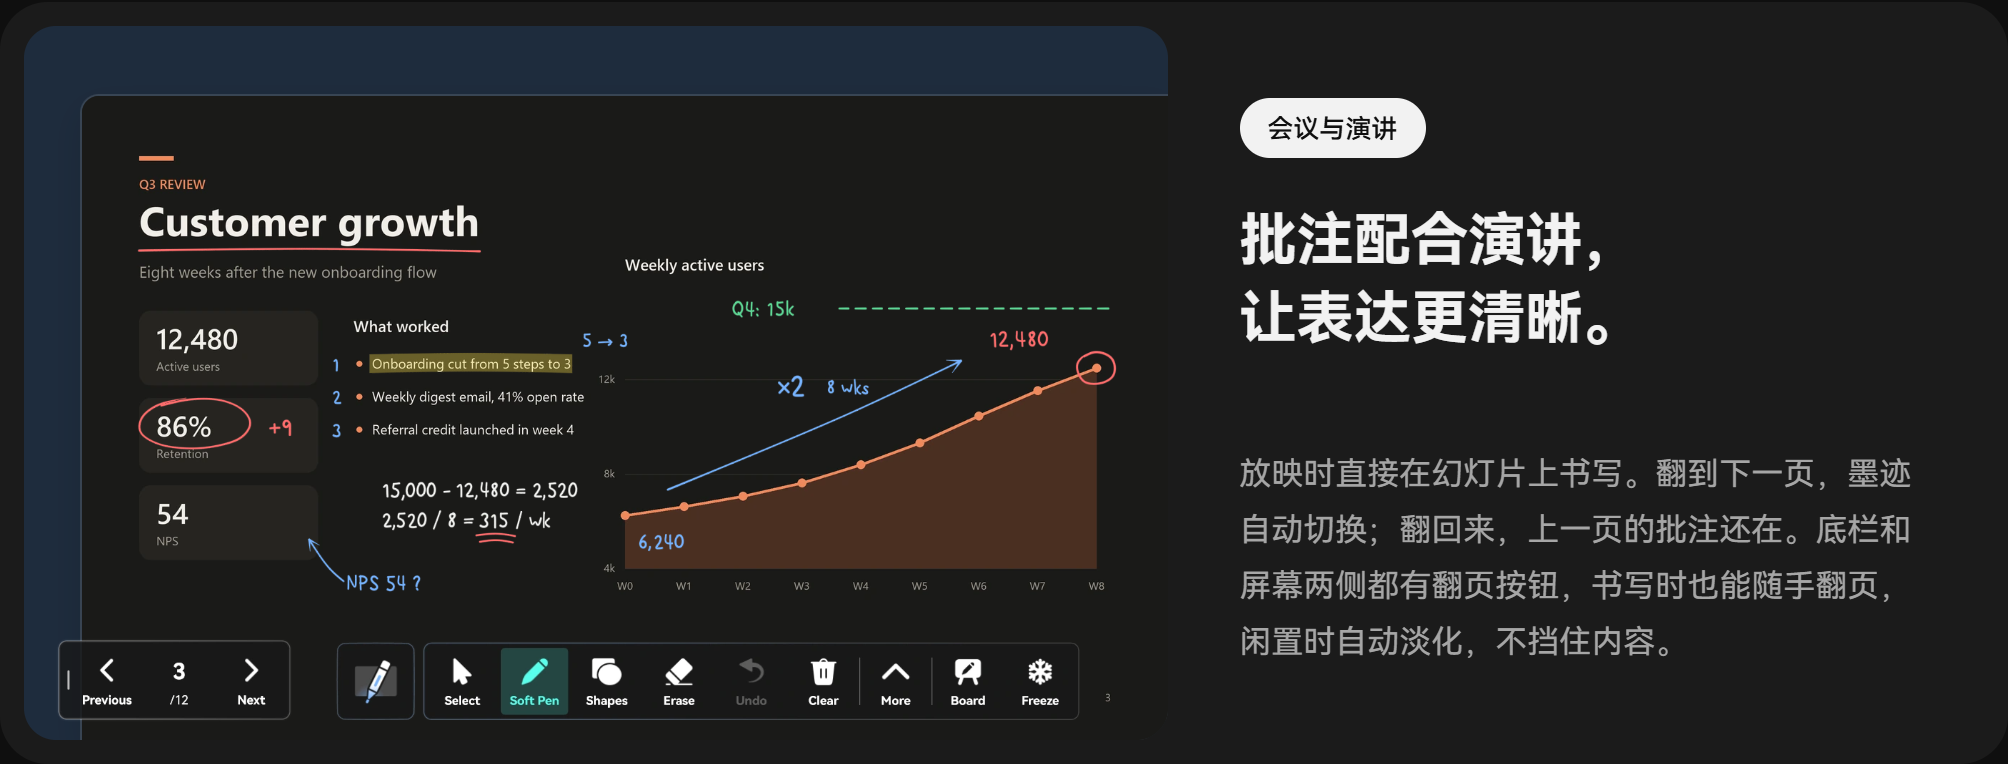 Q3 REVIEW
Customer growth
Eight weeks after the new onboarding flow
12,480
Active users
86%
+9
Retention
54
NPS
What worked
5 → 3
1 • Onboarding cut from 5 steps to 3
2 • Weekly digest email, 41% open rate
3 • Referral credit launched in week 4
15,000 - 12,480 = 2,520
2,520 / 8 = 315 / wk
NPS 54 ?
Weekly active users
Q4: 15k
12,480
×2 8 wks
12k
8k
6,240
4k
W0 W1 W2 W3 W4 W5 W6 W7 W8
Previous
3
/12
Next
Select
Soft Pen
Shapes
Erase
Undo
Clear
More
Board
Freeze
3
会议与演讲
批注配合演讲，
让表达更清晰。
放映时直接在幻灯片上书写。翻到下一页，墨迹
自动切换；翻回来，上一页的批注还在。底栏和
屏幕两侧都有翻页按钮，书写时也能随手翻页，
闲置时自动淡化，不挡住内容。